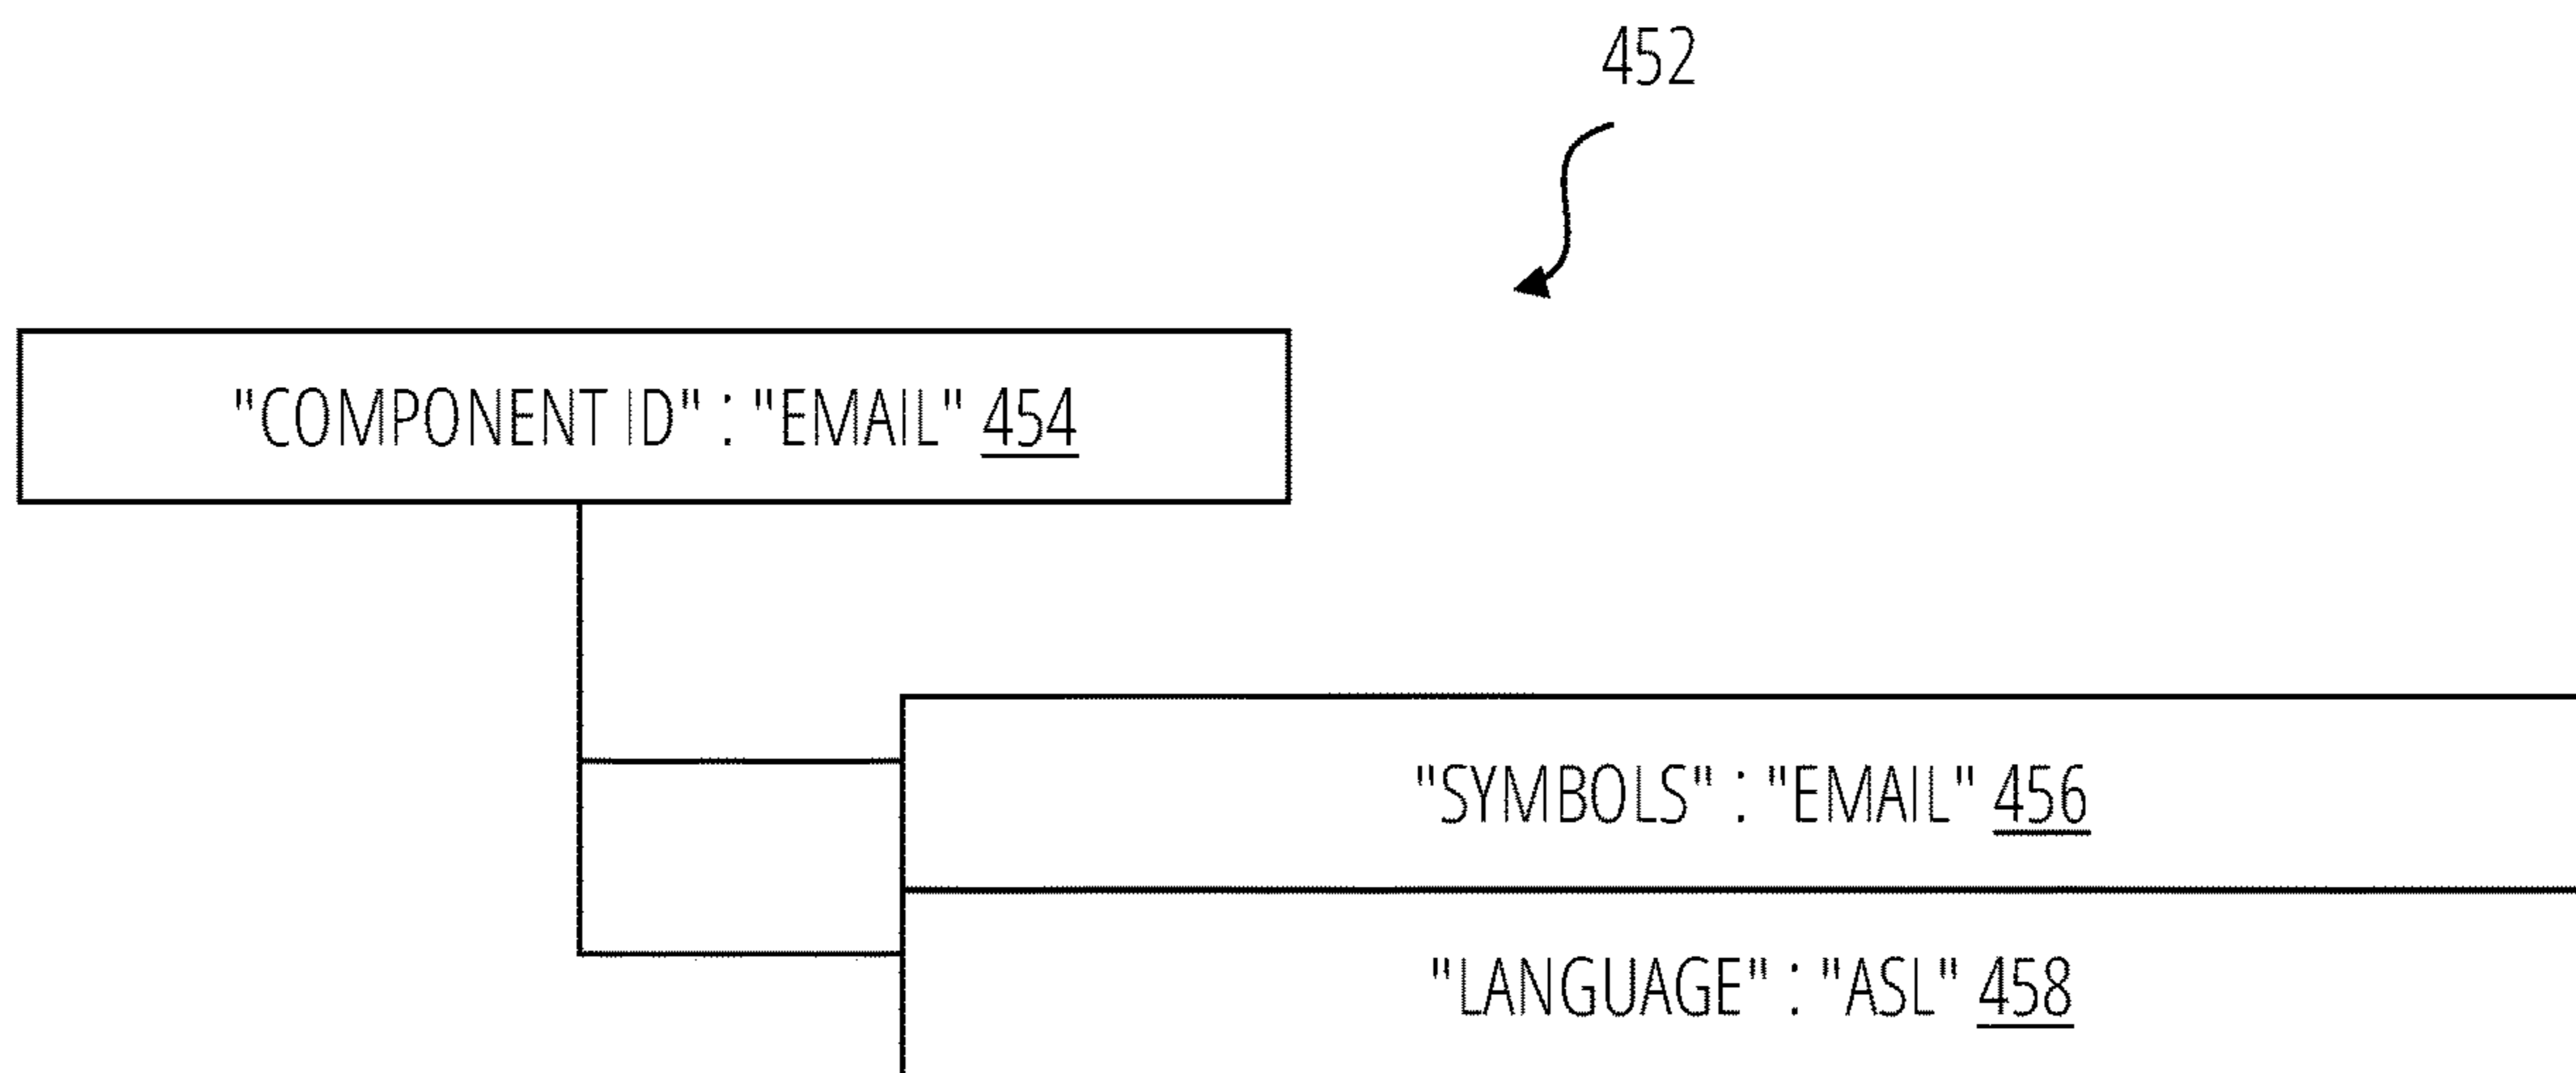 452
"COMPONENT ID" : "EMAIL" 454
"SYMBOLS" : "EMAIL" 456
"LANGUAGE" : "ASL" 458